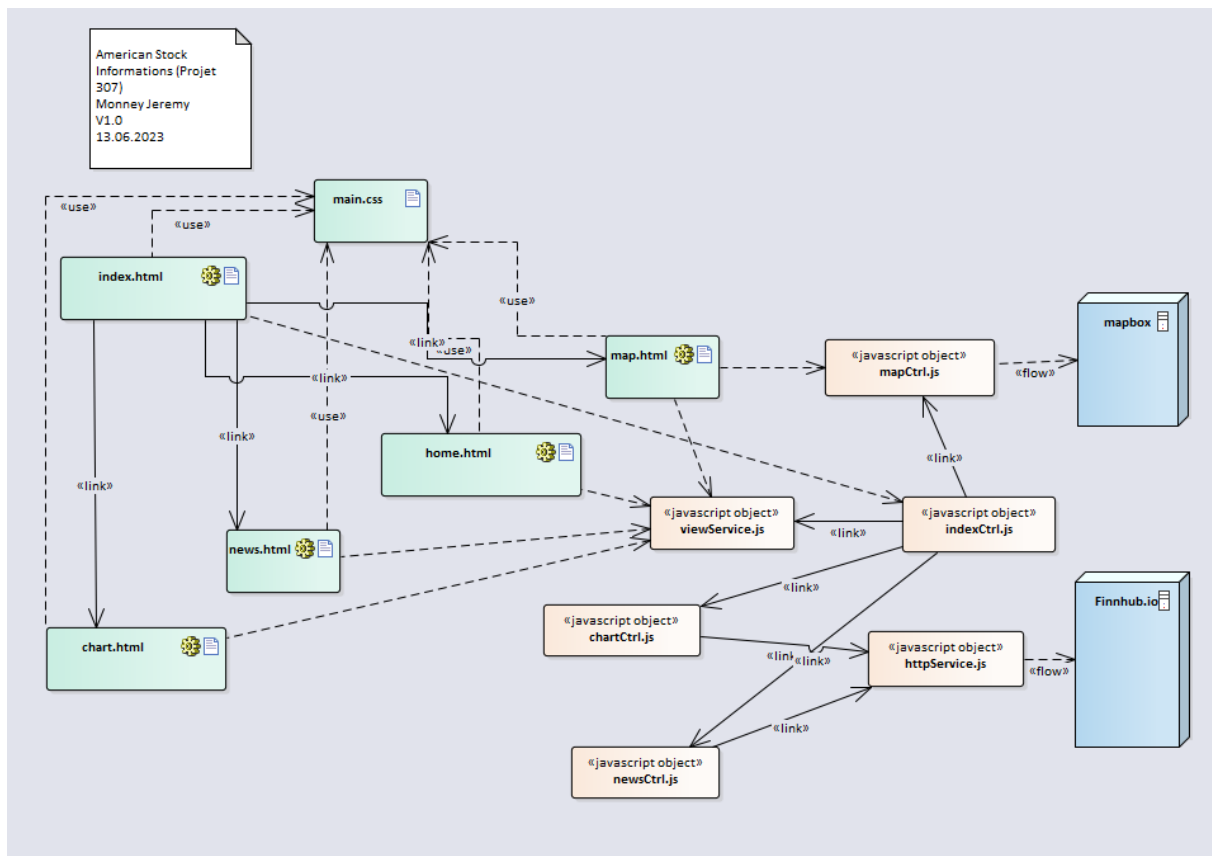 American Stock
Informations (Projet
307)
Monney Jeremy
V1.0
13.06.2023
main.css
«use»
«use»
index.html
«use»
mapbox
«link»
«use»
map.html
«javascript object»
mapCtrl.js
«flow»
«link»
«use»
«link»
home.html
«link»
«link»
«javascript object»
viewService.js
«javascript object»
indexCtrl.js
«link»
news.html
«link»
Finnhub.io
«javascript object»
chartCtrl.js
chart.html
«link»
«link»
«javascript object»
httpService.js
«flow»
«link»
«javascript object»
newsCtrl.js